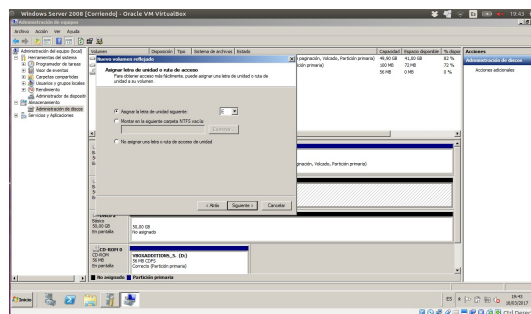 Windows Server 2008 [Corriendo] - Oracle VM VirtualBox
Es
19:43
Administración de equipos
Archivo Acción Ver Ayuda
Administración del equipo (local)
Herramientas del sistema
Programador de tareas
Visor de eventos
Carpetas compartidas
Usuarios y grupos locales
Rendimiento
Administrador de dispositi
Almacenamiento
Administración de discos
Servicios y Aplicaciones
Volumen Disposición Tipo Sistema de archivos Estado Capacidad Espacio disponible % dispor
paginación, Volcado, Partición primaria) 49,90 GB 41,00 GB 82 %
ición primaria) 100 MB 72 MB 72 %
56 MB 0 MB 0 %
Acciones
Administración de discos
Acciones adicionales
Nuevo volumen reflejado
Asignar letra de unidad o ruta de acceso
Para obtener acceso más fácilmente, puede asignar una letra de unidad o ruta de
unidad a su volumen.
Asignar la letra de unidad siguiente:
Montar en la siguiente carpeta NTFS vacía:
Examinar...
No asignar una letra o ruta de acceso de unidad
< Atrás Siguiente > Cancelar
ginación, Volcado, Partición primaria)
Básico
50,00 GB
En pantalla
50,00 GB
No asignado
CD-ROM 0
CD-ROM
56 MB
En pantalla
VBOXADDITIONS_5. (D:)
56 MB CDFS
Correcto (Partición primaria)
No asignado Partición primaria
Inicio
ES
19:43
16/03/2017
Ctrl Derecho